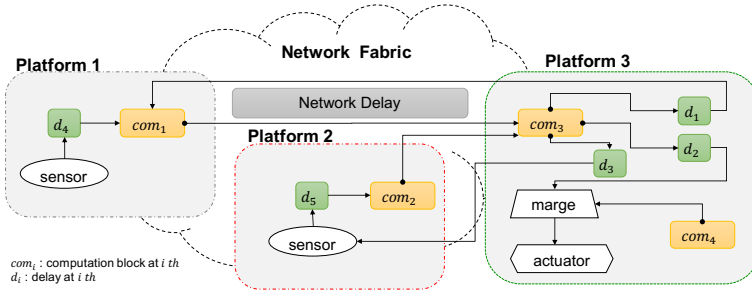 Network Fabric
Platform 1
Platform 3
Network Delay
d₁
d₄
com₁
com₃
Platform 2
d₂
d₃
sensor
d₅
com₂
marge
sensor
com₄
actuator
comᵢ : computation block at i th
dᵢ : delay at i th